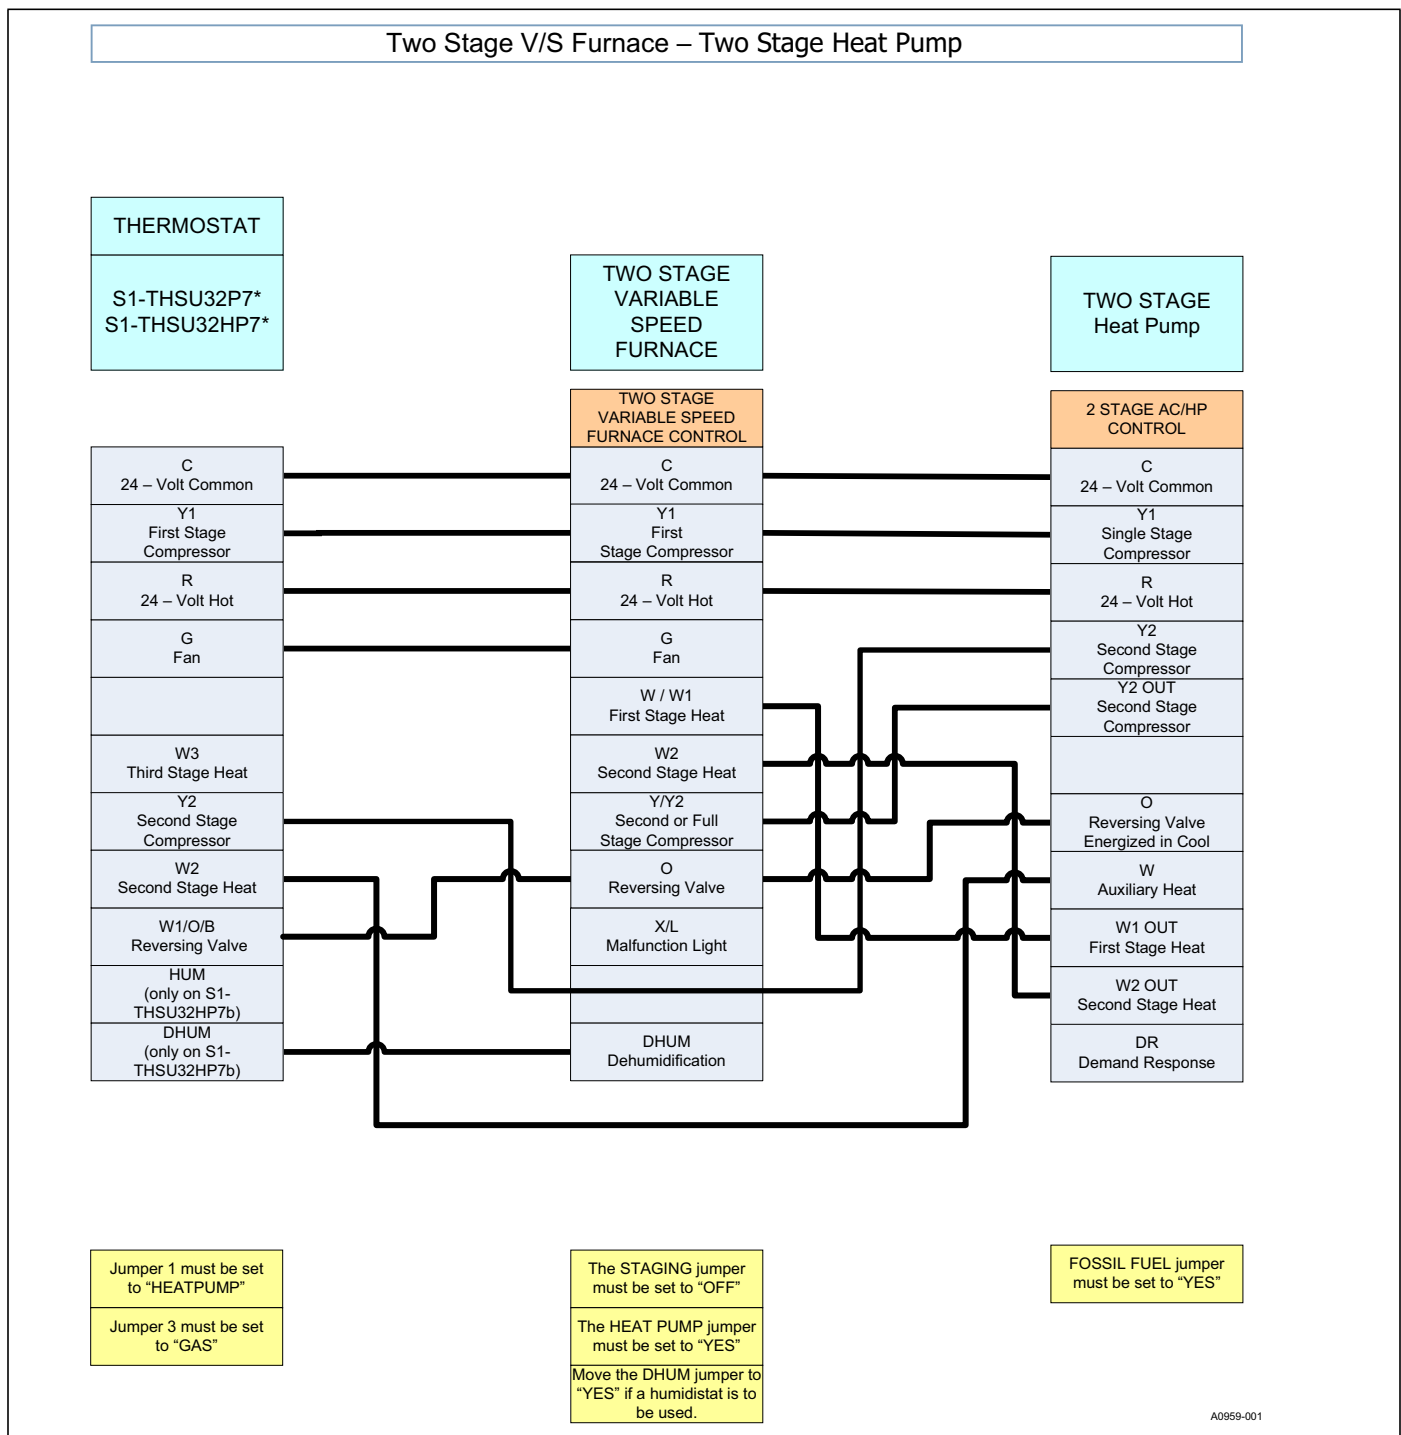 Two Stage V/S Furnace – Two Stage Heat Pump
THERMOSTAT
S1-THSU32P7*
S1-THSU32HP7*
TWO STAGE
VARIABLE
SPEED
FURNACE
TWO STAGE
Heat Pump
TWO STAGE
VARIABLE SPEED
FURNACE CONTROL
2 STAGE AC/HP
CONTROL
C
24 – Volt Common
Y1
First Stage
Compressor
R
24 – Volt Hot
G
Fan
W3
Third Stage Heat
Y2
Second Stage
Compressor
W2
Second Stage Heat
W1/O/B
Reversing Valve
HUM
(only on S1-
THSU32HP7b)
DHUM
(only on S1-
THSU32HP7b)
C
24 – Volt Common
Y1
First
Stage Compressor
R
24 – Volt Hot
G
Fan
W / W1
First Stage Heat
W2
Second Stage Heat
Y/Y2
Second or Full
Stage Compressor
O
Reversing Valve
X/L
Malfunction Light
DHUM
Dehumidification
C
24 – Volt Common
Y1
Single Stage
Compressor
R
24 – Volt Hot
Y2
Second Stage
Compressor
Y2 OUT
Second Stage
Compressor
O
Reversing Valve
Energized in Cool
W
Auxiliary Heat
W1 OUT
First Stage Heat
W2 OUT
Second Stage Heat
DR
Demand Response
Jumper 1 must be set
to “HEATPUMP”
Jumper 3 must be set
to “GAS”
The STAGING jumper
must be set to “OFF”
The HEAT PUMP jumper
must be set to “YES”
Move the DHUM jumper to
“YES” if a humidistat is to
be used.
FOSSIL FUEL jumper
must be set to “YES”
A0959-001